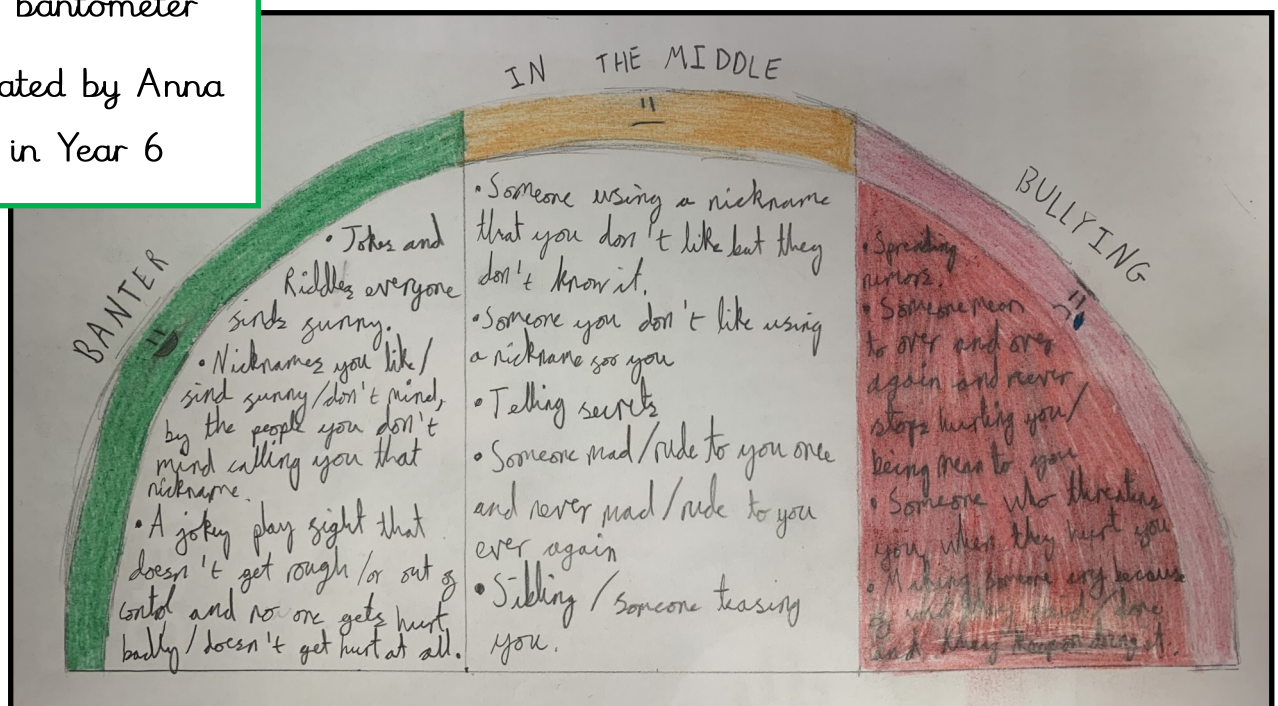 bantometer
ated by Anna
in Year 6
IN THE MIDDLE
BANTER
BULLYING
• Jokes and
Riddles everyone
finds funny.
• Nicknames you like/
find funny/don't mind,
by the people you don't
mind calling you that
nickname.
• A jokey play fight that
doesn't get rough/or out of
control and no one gets hurt
badly/doesn't get hurt at all.
• Someone using a nickname
that you don't like but they
don't know it.
• Someone you don't like using
a nickname for you
• Telling secrets
• Someone mad/rude to you once
and never mad/rude to you
ever again
• Sibling/someone teasing
you.
• Spreading
rumors.
• Someone mean
to over and over
again and never
stops hurting you/
being mean to you
• Someone who threatens
you, when they hurt you
• Making someone cry because
of what they said/done
and they keep on doing it.